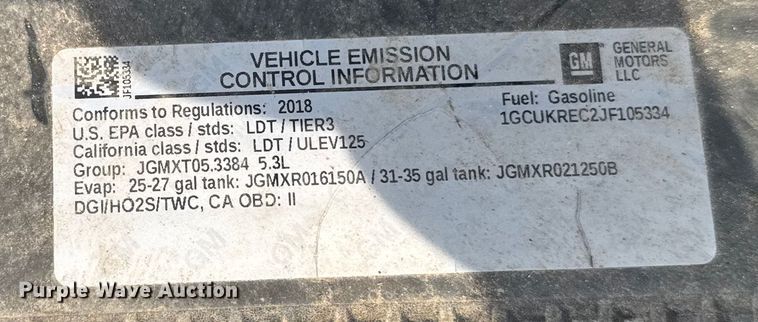 JF105334
VEHICLE EMISSION
CONTROL INFORMATION
GM
GENERAL
MOTORS
LLC
Conforms to Regulations: 2018
U.S. EPA class / stds: LDT / TIER3
California class / stds: LDT / ULEV125
Group: JGMXT05.3384 5.3L
Evap: 25-27 gal tank: JGMXR016150A / 31-35 gal tank: JGMXR021250B
DGI/HO2S/TWC, CA OBD: II
Fuel: Gasoline
1GCUKREC2JF105334
Purple Wave Auction